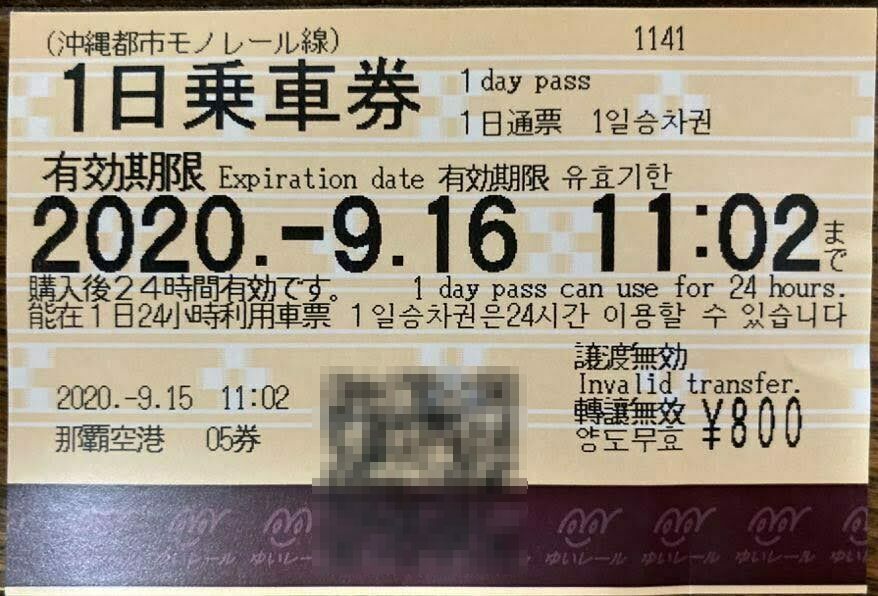 (沖縄都市モノレール線) 1141
1日乗車券 1 day pass
1日通票 1일승차권
有効期限 Expiration date 有効期限 유효기한
2020.-9.16 11:02まで
購入後24時間有効です。 1 day pass can use for 24 hours.
能在1日24小時利用車票 1일승차권은24시간 이용할 수 있습니다
譲渡無効
2020.-9.15 11:02 Invalid transfer.
轉讓無效 ¥800
那覇空港 05券 양도무효
ゆいレール ゆいレール ゆいレール ゆいレール ゆいレール